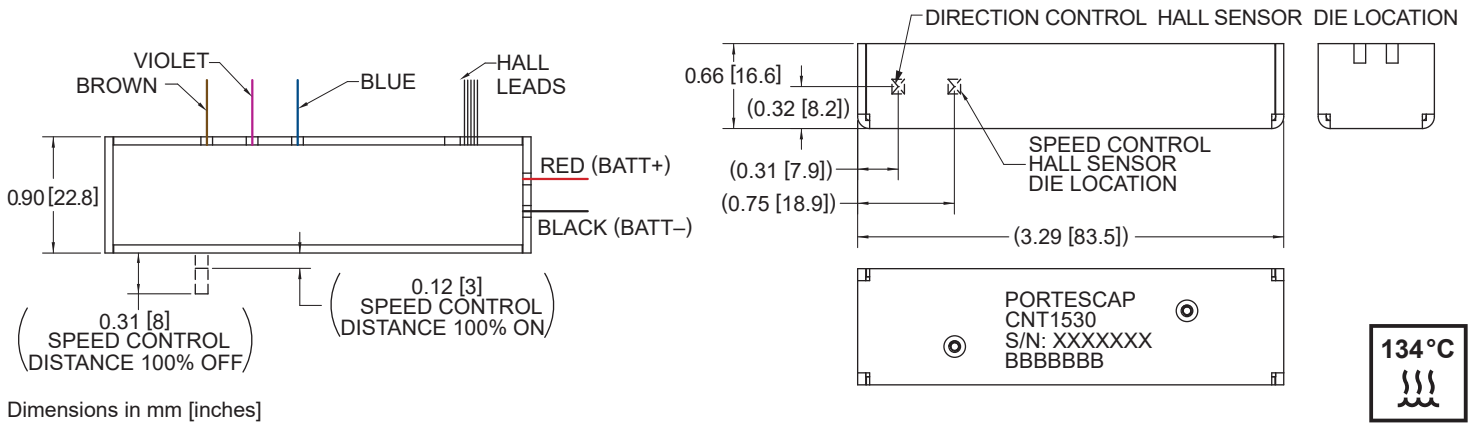 VIOLET
BROWN
BLUE
HALL
LEADS
RED (BATT+)
BLACK (BATT–)
0.90 [22.8]
0.31 [8]
SPEED CONTROL
DISTANCE 100% OFF
0.12 [3]
SPEED CONTROL
DISTANCE 100% ON
Dimensions in mm [inches]
DIRECTION CONTROL HALL SENSOR DIE LOCATION
0.66 [16.6]
(0.32 [8.2])
SPEED CONTROL
HALL SENSOR
DIE LOCATION
(0.31 [7.9])
(0.75 [18.9])
(3.29 [83.5])
PORTESCAP
CNT1530
S/N: XXXXXXX
BBBBBBB
134 °C